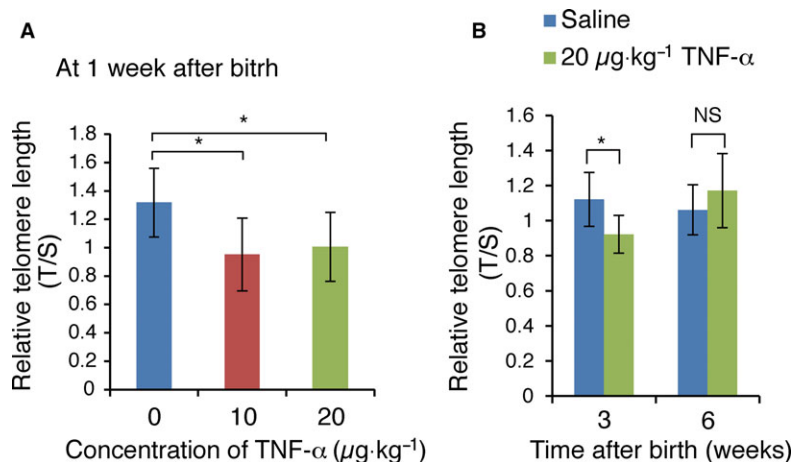 A
At 1 week after bitrh
Relative telomere length
(T/S)
1.8
1.6
1.4
1.2
1
0.8
0.6
0.4
0.2
0
*
*
0 10 20
Concentration of TNF-α (µg·kg⁻¹)
B
Saline
20 µg·kg⁻¹ TNF-α
Relative telomere length
(T/S)
1.6
1.4
1.2
1
0.8
0.6
0.4
0.2
0
*
NS
3 6
Time after birth (weeks)